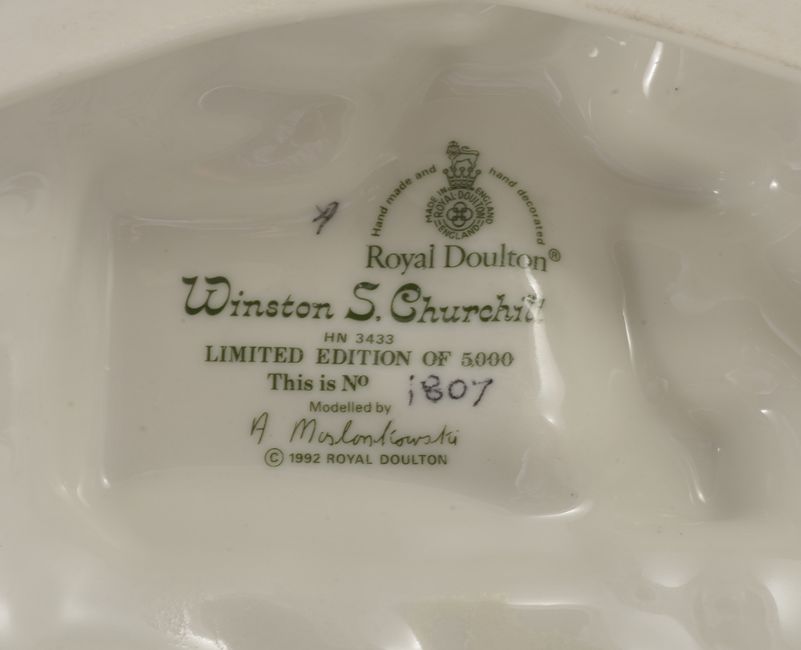 Hand made and hand decorated
MADE IN ENGLAND
ROYAL DOULTON
ENGLAND
Royal Doulton®
Winston S. Churchill
HN 3433
LIMITED EDITION OF 5,000
This is Nº 1807
Modelled by
A Maslankowski
© 1992 ROYAL DOULTON